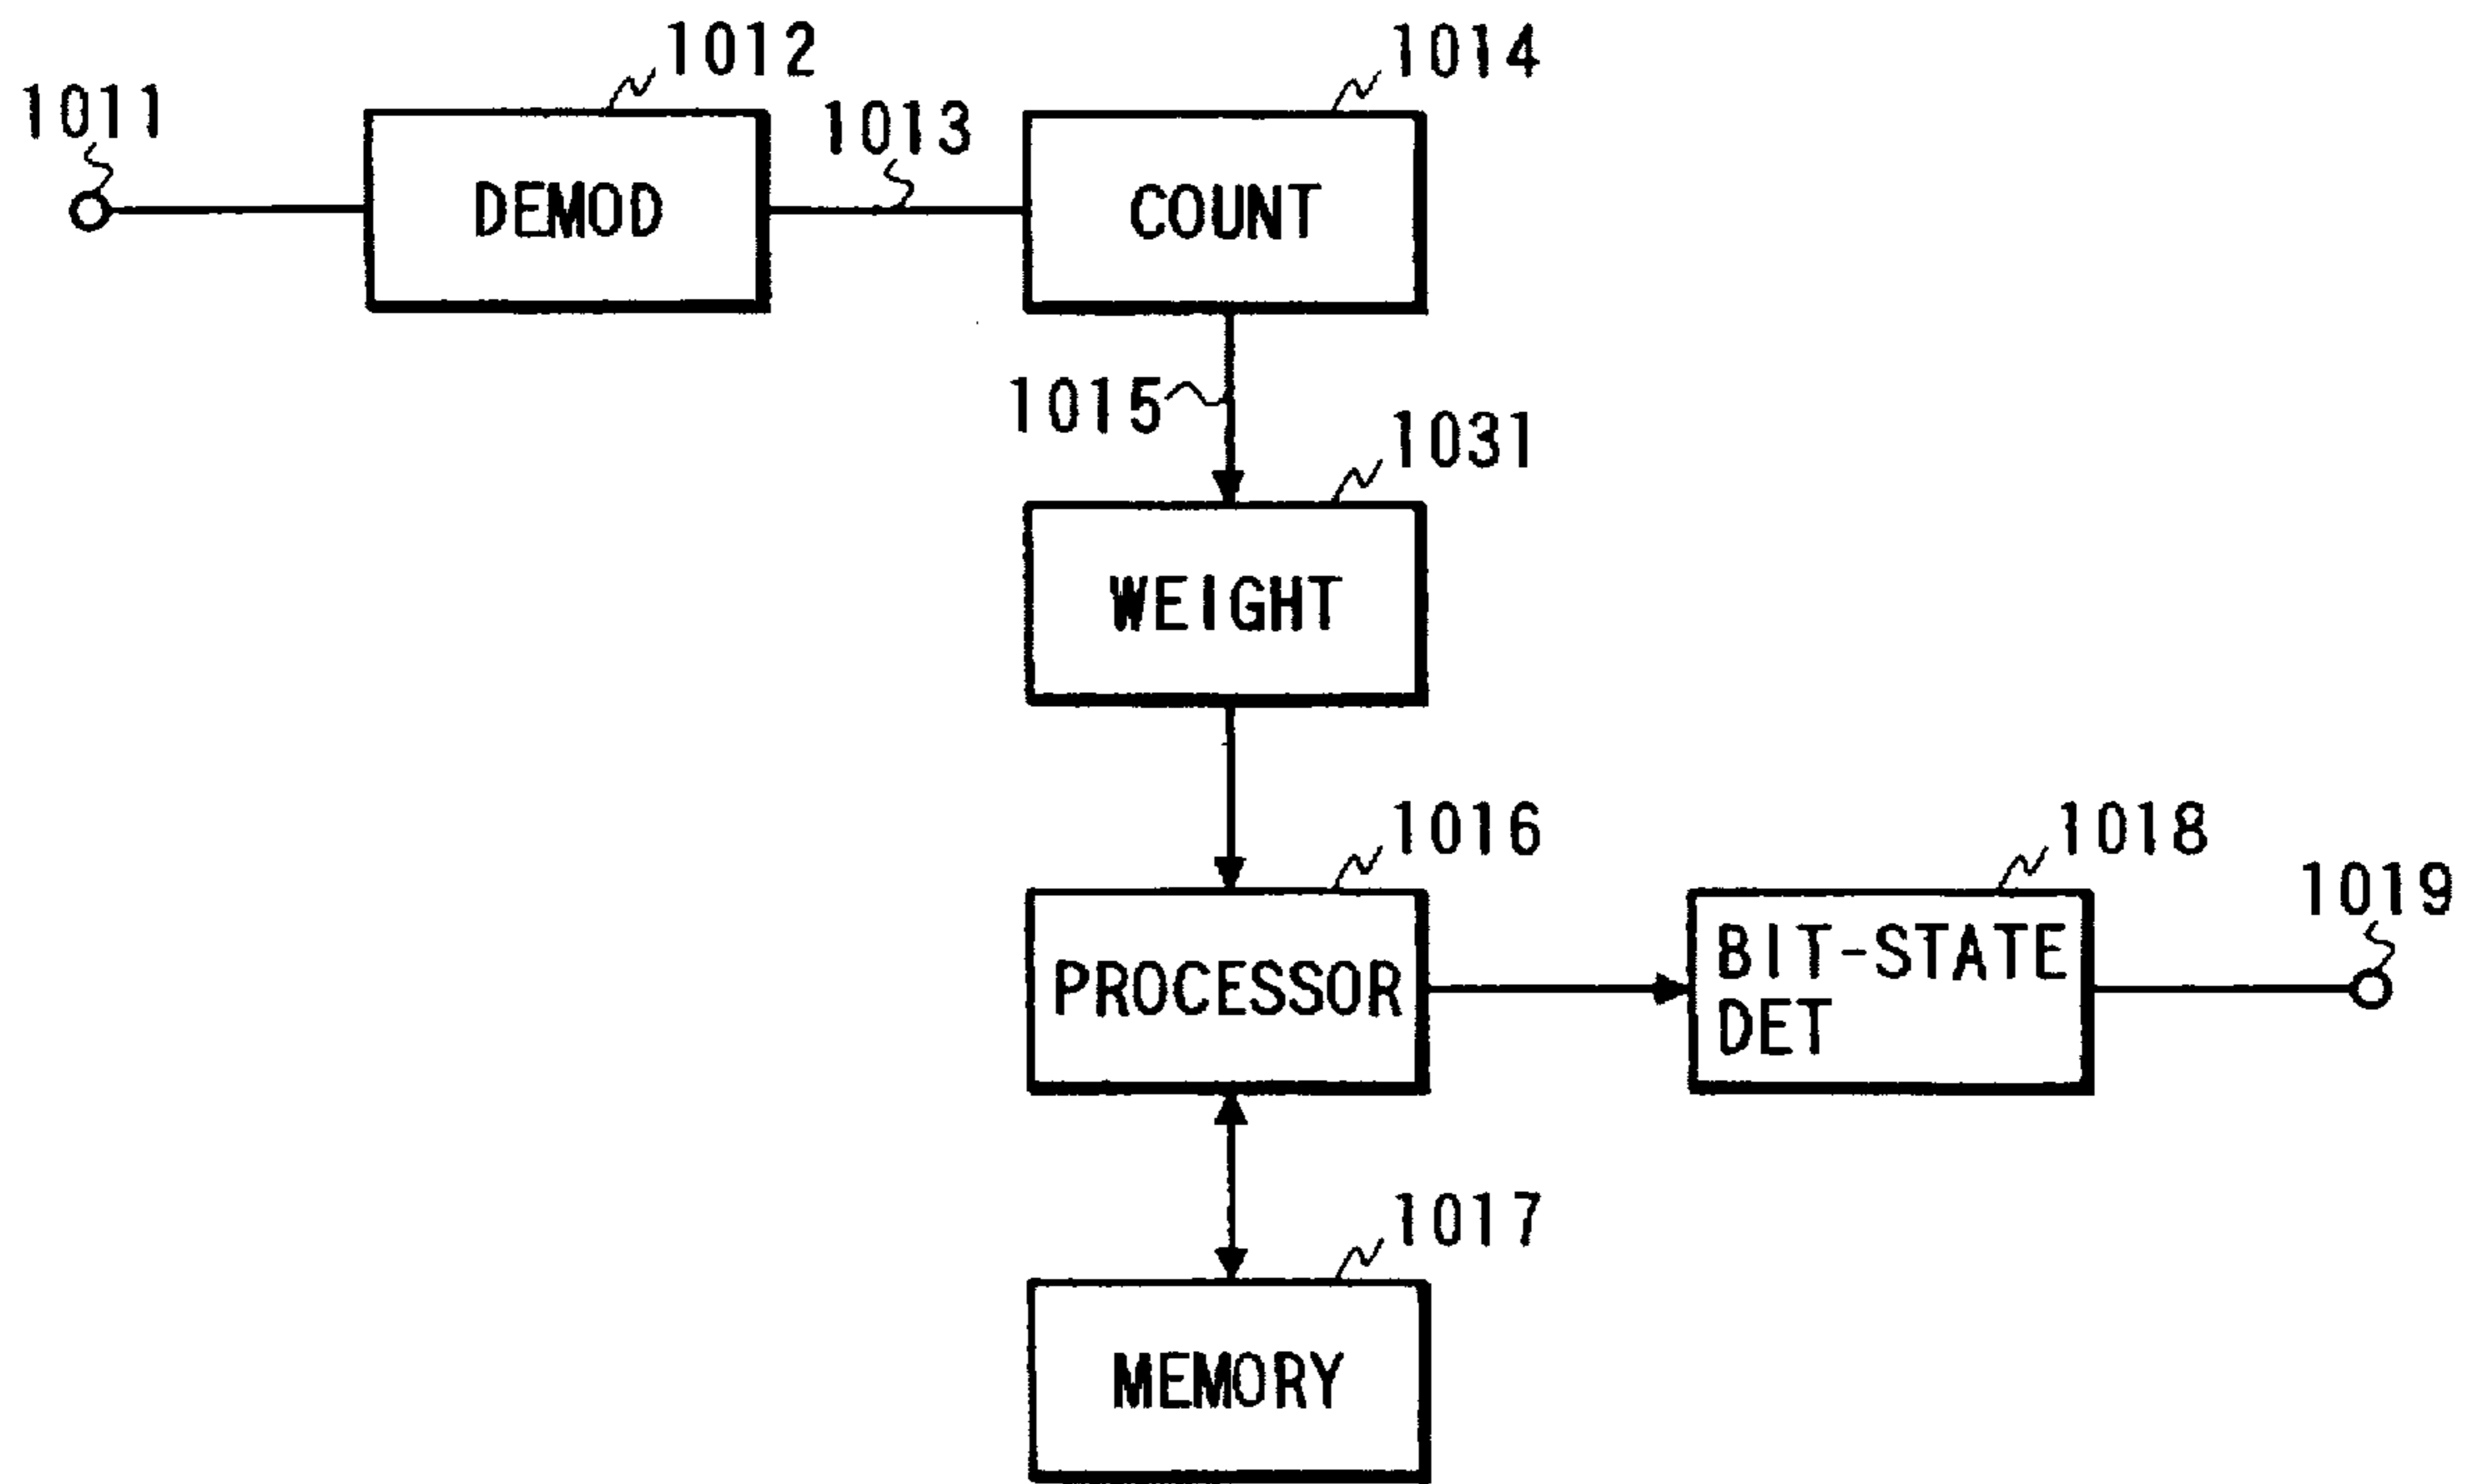 1012
1014
1011
1013
DEMOD
COUNT
1015
1031
WEIGHT
1016
1018
1019
PROCESSOR
BIT-STATE
DET
1017
MEMORY